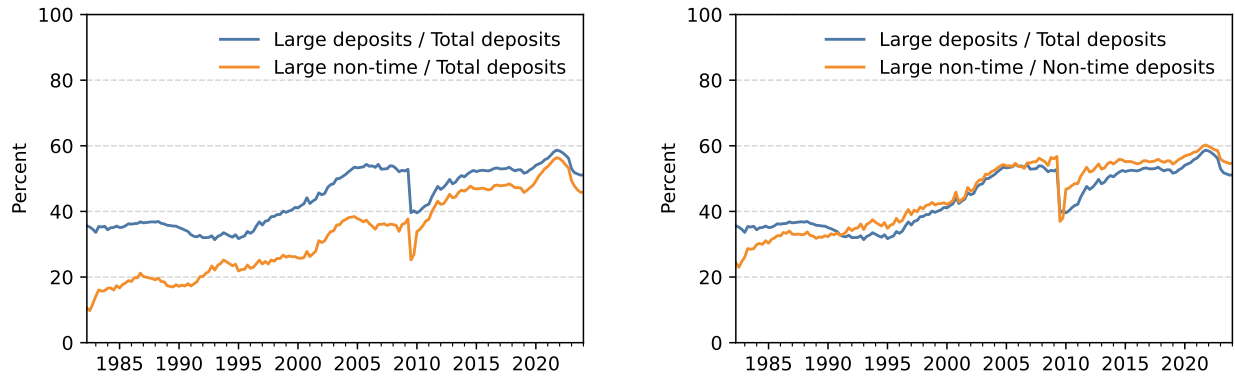 100
80
60
40
20
0
Percent
Large deposits / Total deposits
Large non-time / Total deposits
1985 1990 1995 2000 2005 2010 2015 2020
100
80
60
40
20
0
Percent
Large deposits / Total deposits
Large non-time / Non-time deposits
1985 1990 1995 2000 2005 2010 2015 2020